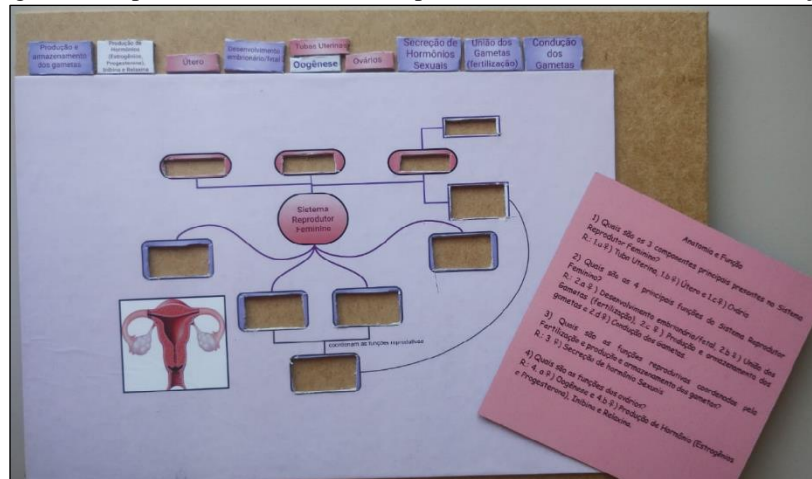 Produção e
armazenamento
dos gametas
Produção de
Hormônios
(Estrogênios,
Progesterona),
Inibina e Relaxina
Útero
Desenvolvimento
embrionário/fetal
Tubas Uterinas
Oogênese
Ovários
Secreção de
Hormônios
Sexuais
União dos
Gametas
(fertilização)
Condução
dos
Gametas
Sistema
Reprodutor
Feminino
coordenam as funções reprodutivas
Anatomia e Função
1) Quais são os 3 componentes principais presentes no Sistema
Reprodutor Feminino?
R.: 1.a ♀) Tuba Uterina, 1.b ♀) Útero e 1.c ♀) Ovário
2) Quais são as 4 principais funções do Sistema Reprodutor
Feminino?
R.: 2.a ♀) Desenvolvimento embrionário/fetal, 2.b ♀) União dos
Gametas (fertilização), 2.c ♀) Produção e armazenamento dos
gametas e 2.d ♀) Condução dos Gametas
3) Quais são as funções reprodutivas coordenadas pela
Fertilização e produção e armazenamento dos gametas?
R.: 3 ♀) Secreção de hormônio Sexuais
4) Quais são as funções dos ovários?
R.: 4. a ♀) Oogênese e 4.b ♀) Produção de Hormônio (Estrogênios
e Progesterona), Inibina e Relaxina.